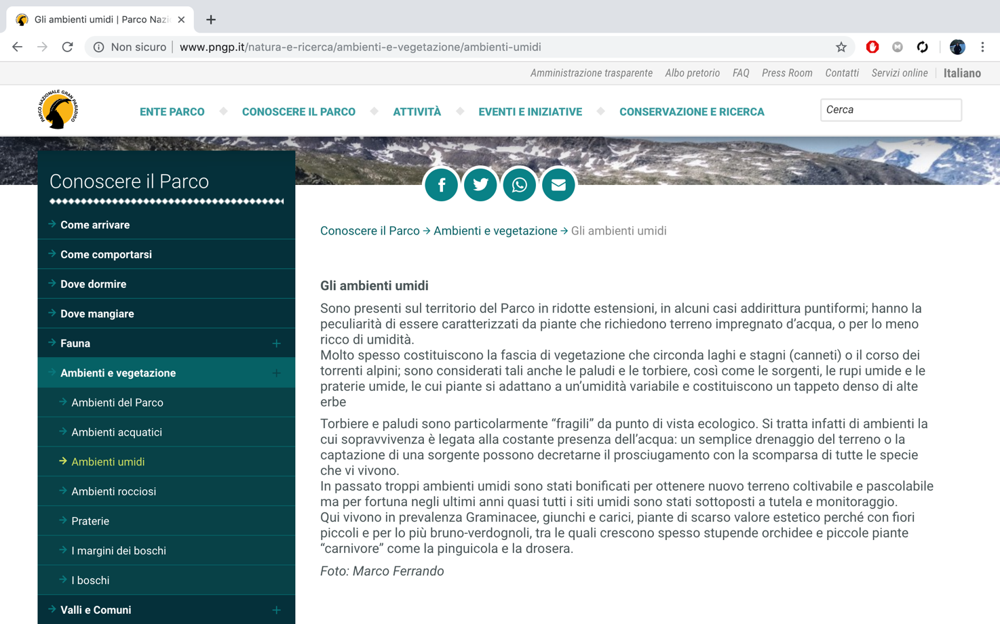 Gli ambienti umidi | Parco Nazi
Non sicuro
www.pngp.it/natura-e-ricerca/ambienti-e-vegetazione/ambienti-umidi
Amministrazione trasparente
Albo pretorio
FAQ
Press Room
Contatti
Servizi online
Italiano
PARCO NAZIONALE GRAN PARADISO
ENTE PARCO
CONOSCERE IL PARCO
ATTIVITÀ
EVENTI E INIZIATIVE
CONSERVAZIONE E RICERCA
Cerca
Conoscere il Parco
Come arrivare
Come comportarsi
Dove dormire
Dove mangiare
Fauna
Ambienti e vegetazione
Ambienti del Parco
Ambienti acquatici
Ambienti umidi
Ambienti rocciosi
Praterie
I margini dei boschi
I boschi
Valli e Comuni
Conoscere il Parco → Ambienti e vegetazione → Gli ambienti umidi
Gli ambienti umidi
Sono presenti sul territorio del Parco in ridotte estensioni, in alcuni casi addirittura puntiformi; hanno la
peculiarità di essere caratterizzati da piante che richiedono terreno impregnato d’acqua, o per lo meno
ricco di umidità.
Molto spesso costituiscono la fascia di vegetazione che circonda laghi e stagni (canneti) o il corso dei
torrenti alpini; sono considerati tali anche le paludi e le torbiere, così come le sorgenti, le rupi umide e le
praterie umide, le cui piante si adattano a un’umidità variabile e costituiscono un tappeto denso di alte
erbe
Torbiere e paludi sono particolarmente “fragili” da punto di vista ecologico. Si tratta infatti di ambienti la
cui sopravvivenza è legata alla costante presenza dell’acqua: un semplice drenaggio del terreno o la
captazione di una sorgente possono decretarne il prosciugamento con la scomparsa di tutte le specie
che vi vivono.
In passato troppi ambienti umidi sono stati bonificati per ottenere nuovo terreno coltivabile e pascolabile
ma per fortuna negli ultimi anni quasi tutti i siti umidi sono stati sottoposti a tutela e monitoraggio.
Qui vivono in prevalenza Graminacee, giunchi e carici, piante di scarso valore estetico perché con fiori
piccoli e per lo più bruno-verdognoli, tra le quali crescono spesso stupende orchidee e piccole piante
“carnivore” come la pinguicola e la drosera.
Foto: Marco Ferrando